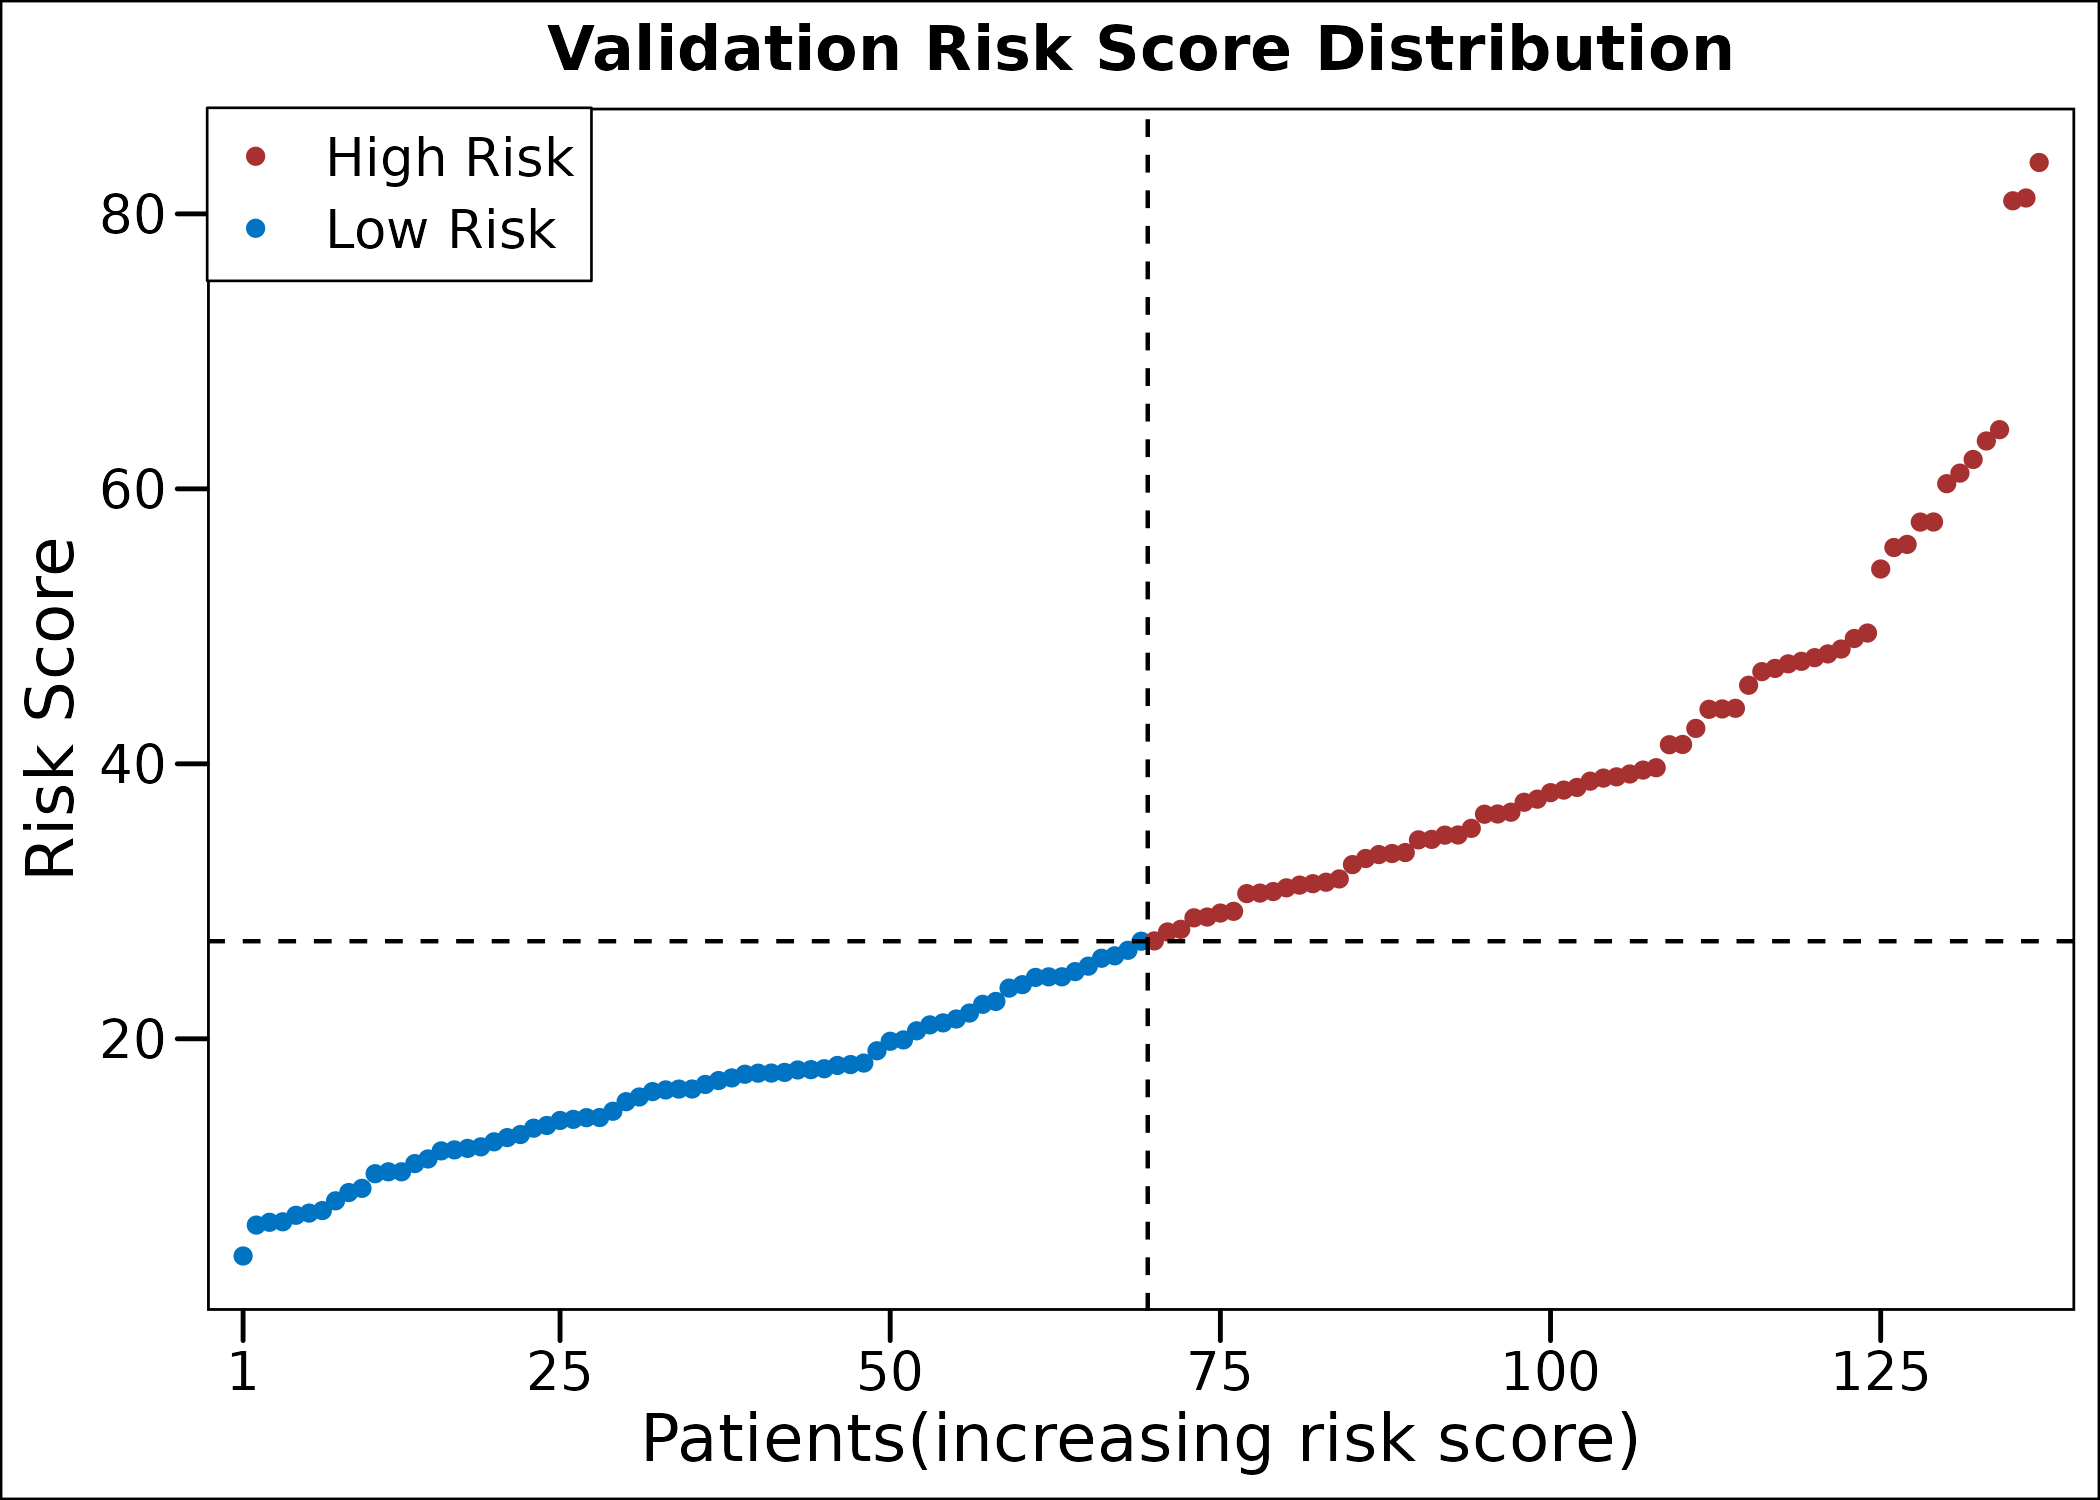 Validation Risk Score Distribution
High Risk
Low Risk
80
60
40
20
Risk Score
1 25 50 75 100 125
Patients(increasing risk score)